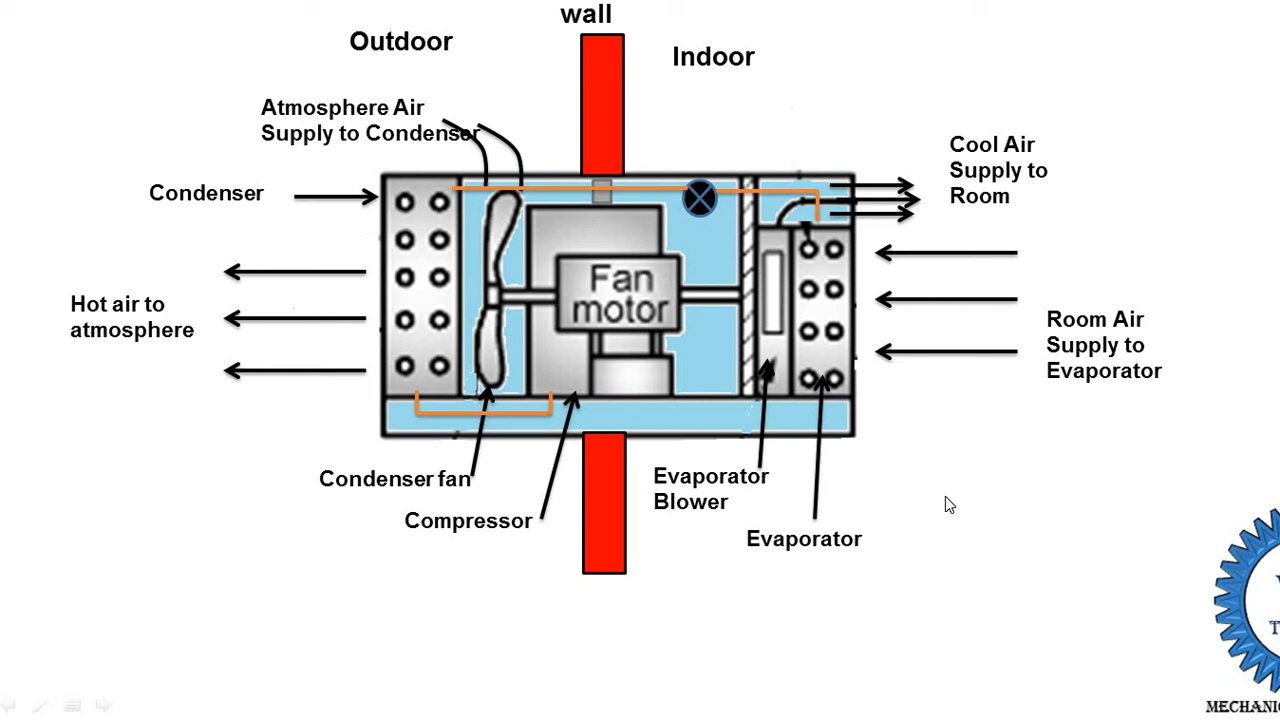 wall
Outdoor
Indoor
Atmosphere Air
Supply to Condenser
Cool Air
Supply to
Room
Condenser
Fan
motor
Hot air to
atmosphere
Room Air
Supply to
Evaporator
Condenser fan
Evaporator
Blower
Compressor
Evaporator